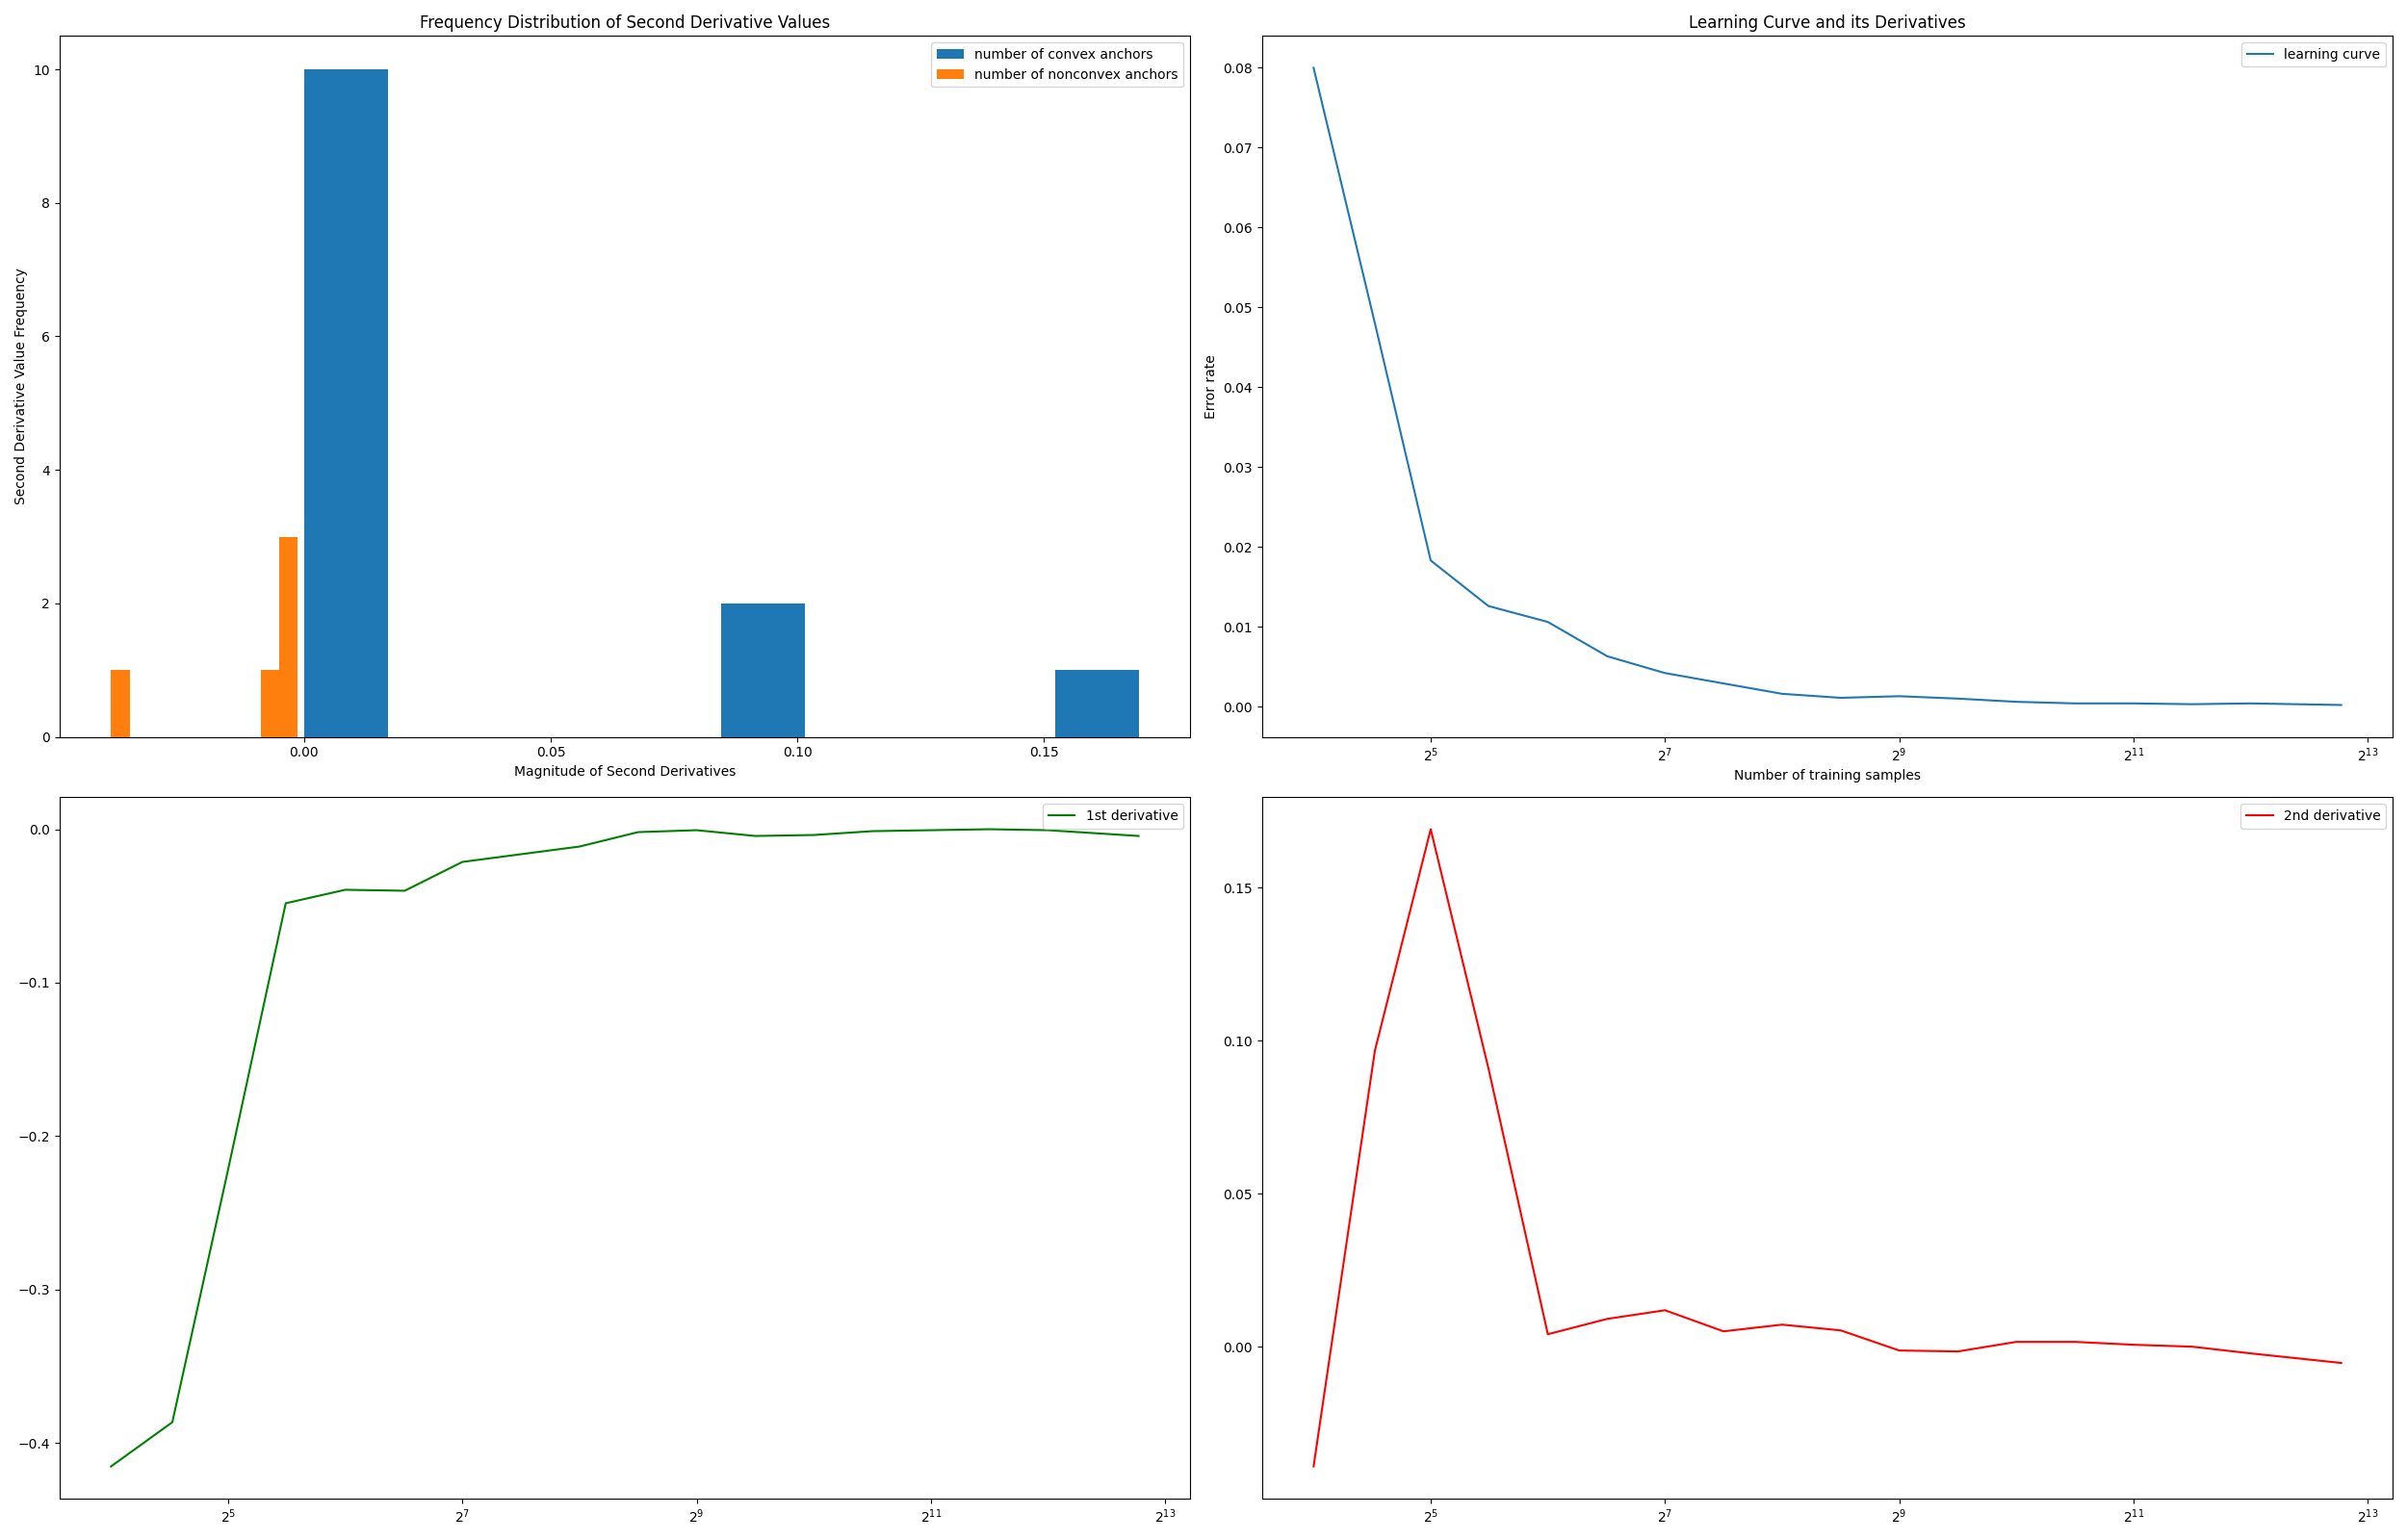 Frequency Distribution of Second Derivative Values
number of convex anchors
number of nonconvex anchors
Second Derivative Value Frequency
10
8
6
4
2
0
0.00 0.05 0.10 0.15
Magnitude of Second Derivatives
Learning Curve and its Derivatives
learning curve
Error rate
0.08
0.07
0.06
0.05
0.04
0.03
0.02
0.01
0.00
2^5 2^7 2^9 2^11 2^13
Number of training samples
1st derivative
0.0
−0.1
−0.2
−0.3
−0.4
2^5 2^7 2^9 2^11 2^13
2nd derivative
0.15
0.10
0.05
0.00
2^5 2^7 2^9 2^11 2^13